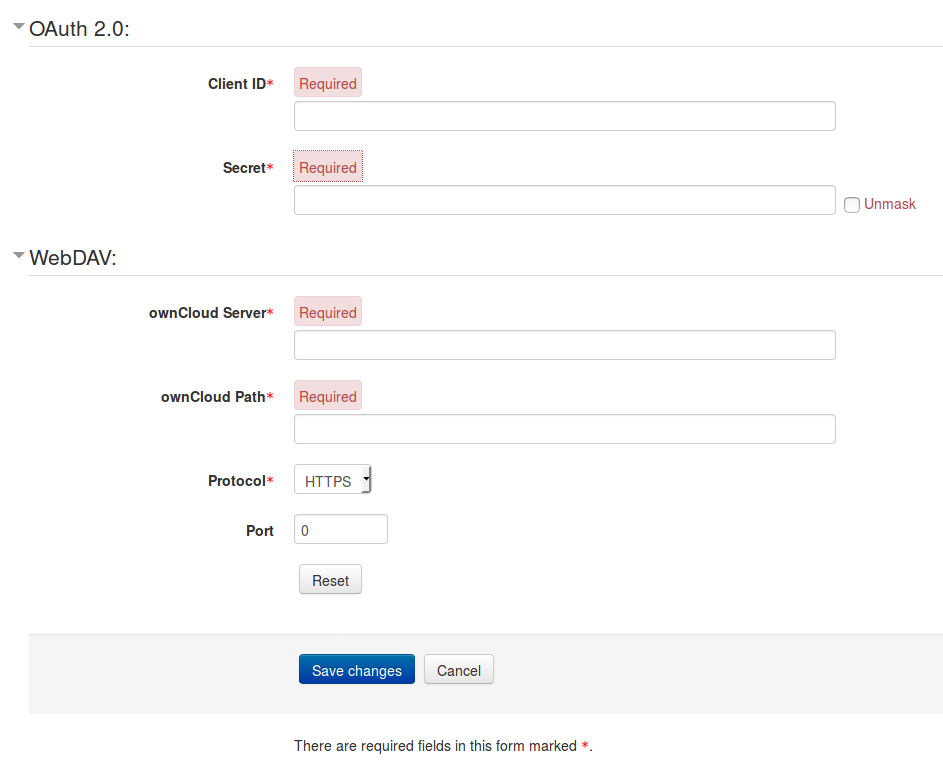 OAuth 2.0:
Client ID* Required
Secret* Required
Unmask
WebDAV:
ownCloud Server* Required
ownCloud Path* Required
Protocol* HTTPS
Port 0
Reset
Save changes Cancel
There are required fields in this form marked *.